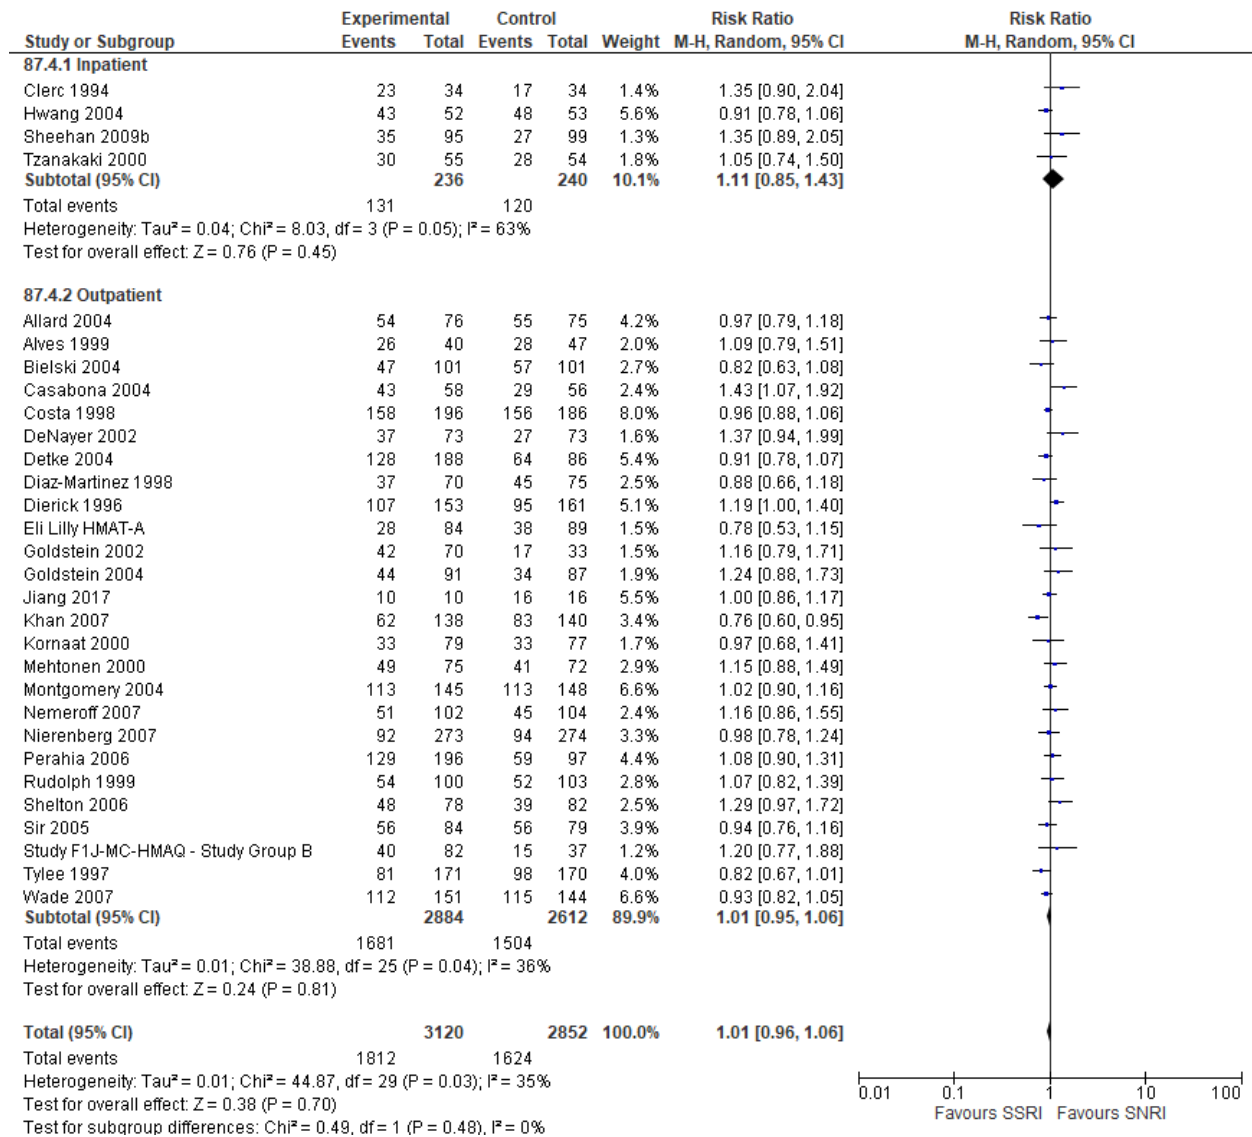 Experimental Control Risk Ratio Risk Ratio
Study or Subgroup Events Total Events Total Weight M-H, Random, 95% CI M-H, Random, 95% CI
87.4.1 Inpatient
Clerc 1994 23 34 17 34 1.4% 1.35 [0.90, 2.04]
Hwang 2004 43 52 48 53 5.6% 0.91 [0.78, 1.06]
Sheehan 2009b 35 95 27 99 1.3% 1.35 [0.89, 2.05]
Tzanakaki 2000 30 55 28 54 1.8% 1.05 [0.74, 1.50]
Subtotal (95% CI) 236 240 10.1% 1.11 [0.85, 1.43]
Total events 131 120
Heterogeneity: Tau² = 0.04; Chi² = 8.03, df = 3 (P = 0.05); I² = 63%
Test for overall effect: Z = 0.76 (P = 0.45)
87.4.2 Outpatient
Allard 2004 54 76 55 75 4.2% 0.97 [0.79, 1.18]
Alves 1999 26 40 28 47 2.0% 1.09 [0.79, 1.51]
Bielski 2004 47 101 57 101 2.7% 0.82 [0.63, 1.08]
Casabona 2004 43 58 29 56 2.4% 1.43 [1.07, 1.92]
Costa 1998 158 196 156 186 8.0% 0.96 [0.88, 1.06]
DeNayer 2002 37 73 27 73 1.6% 1.37 [0.94, 1.99]
Detke 2004 128 188 64 86 5.4% 0.91 [0.78, 1.07]
Diaz-Martinez 1998 37 70 45 75 2.5% 0.88 [0.66, 1.18]
Dierick 1996 107 153 95 161 5.1% 1.19 [1.00, 1.40]
Eli Lilly HMAT-A 28 84 38 89 1.5% 0.78 [0.53, 1.15]
Goldstein 2002 42 70 17 33 1.5% 1.16 [0.79, 1.71]
Goldstein 2004 44 91 34 87 1.9% 1.24 [0.88, 1.73]
Jiang 2017 10 10 16 16 5.5% 1.00 [0.86, 1.17]
Khan 2007 62 138 83 140 3.4% 0.76 [0.60, 0.95]
Kornaat 2000 33 79 33 77 1.7% 0.97 [0.68, 1.41]
Mehtonen 2000 49 75 41 72 2.9% 1.15 [0.88, 1.49]
Montgomery 2004 113 145 113 148 6.6% 1.02 [0.90, 1.16]
Nemeroff 2007 51 102 45 104 2.4% 1.16 [0.86, 1.55]
Nierenberg 2007 92 273 94 274 3.3% 0.98 [0.78, 1.24]
Perahia 2006 129 196 59 97 4.4% 1.08 [0.90, 1.31]
Rudolph 1999 54 100 52 103 2.8% 1.07 [0.82, 1.39]
Shelton 2006 48 78 39 82 2.5% 1.29 [0.97, 1.72]
Sir 2005 56 84 56 79 3.9% 0.94 [0.76, 1.16]
Study F1J-MC-HMAQ - Study Group B 40 82 15 37 1.2% 1.20 [0.77, 1.88]
Tylee 1997 81 171 98 170 4.0% 0.82 [0.67, 1.01]
Wade 2007 112 151 115 144 6.6% 0.93 [0.82, 1.05]
Subtotal (95% CI) 2884 2612 89.9% 1.01 [0.95, 1.06]
Total events 1681 1504
Heterogeneity: Tau² = 0.01; Chi² = 38.88, df = 25 (P = 0.04); I² = 36%
Test for overall effect: Z = 0.24 (P = 0.81)
Total (95% CI) 3120 2852 100.0% 1.01 [0.96, 1.06]
Total events 1812 1624
Heterogeneity: Tau² = 0.01; Chi² = 44.87, df = 29 (P = 0.03); I² = 35%
Test for overall effect: Z = 0.38 (P = 0.70)
Test for subgroup differences: Chi² = 0.49, df = 1 (P = 0.48), I² = 0%
0.01 0.1 1 10 100
Favours SSRI Favours SNRI